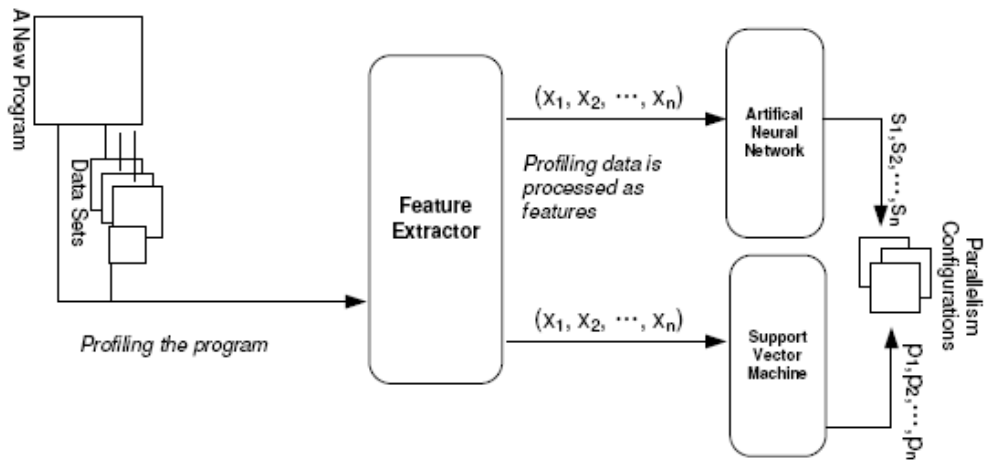 A New Program
Data Sets
Profiling the program
Feature
Extractor
(x₁, x₂, ···, xₙ)
Profiling data is
processed as
features
(x₁, x₂, ···, xₙ)
Artifical
Neural
Network
Support
Vector
Machine
s₁,s₂,···,sₙ
Parallelism
Configurations
p₁,p₂,···,pₙ